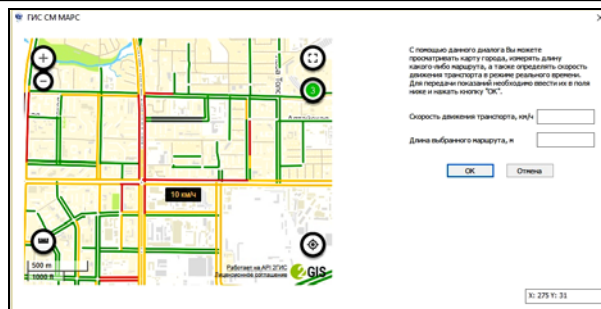 ГИС СМ МАРС
С помощью данного диалога Вы можете
просматривать карту города, измерять длину
какого-либо маршрута, а также определять скорость
движения транспорта в режиме реального времени.
Для передачи показаний необходимо ввести их в поля
ниже и нажать кнопку "ОК".
Скорость движения транспорта, км/ч
Длина выбранного маршрута, м
ОК
Отмена
3
10 км/ч
500 m
1000 ft
Работает на API 2ГИС
Лицензионное соглашение
2GIS
X: 275 Y: 31